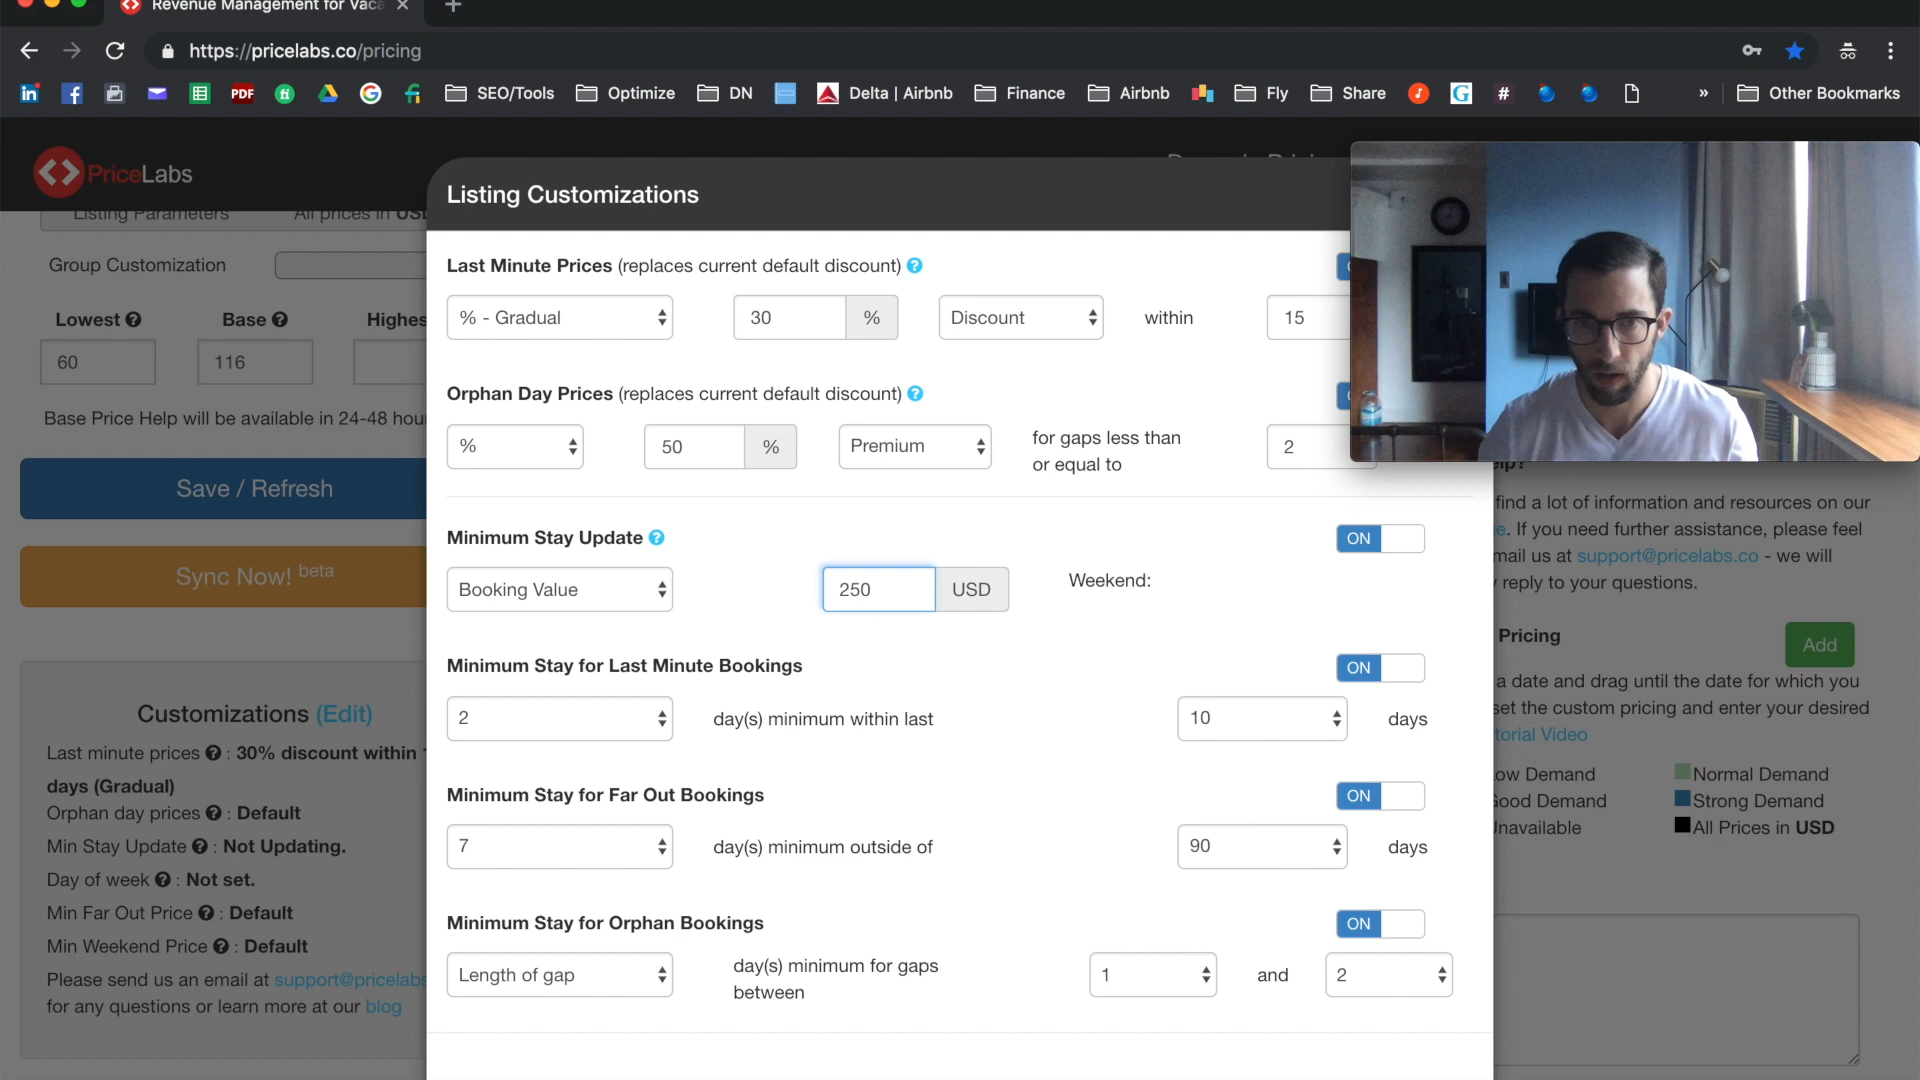 Revenue Management for Vaca
https://pricelabs.co/pricing
PDF
SEO/Tools
Optimize
DN
Delta | Airbnb
Finance
Airbnb
Fly
Share
G
#
»
Other Bookmarks
PriceLabs
Listing Parameters
All prices in USD
Group Customization
Lowest
Base
Highes
60
116
Base Price Help will be available in 24-48 hour
Save / Refresh
Sync Now! beta
Customizations (Edit)
Last minute prices : 30% discount within 1
days (Gradual)
Orphan day prices : Default
Min Stay Update : Not Updating.
Day of week : Not set.
Min Far Out Price : Default
Min Weekend Price : Default
Please send us an email at support@pricelabs
for any questions or learn more at our blog
Listing Customizations
Last Minute Prices (replaces current default discount)
% - Gradual
30
%
Discount
within
15
Orphan Day Prices (replaces current default discount)
%
50
%
Premium
for gaps less than
or equal to
2
Minimum Stay Update
ON
Booking Value
250
USD
Weekend:
Minimum Stay for Last Minute Bookings
ON
2
day(s) minimum within last
10
days
Minimum Stay for Far Out Bookings
ON
7
day(s) minimum outside of
90
days
Minimum Stay for Orphan Bookings
ON
Length of gap
day(s) minimum for gaps
between
1
and
2
find a lot of information and resources on our
e. If you need further assistance, please feel
mail us at support@pricelabs.co - we will
reply to your questions.
Pricing
Add
a date and drag until the date for which you
set the custom pricing and enter your desired
torial Video
ow Demand
Normal Demand
Good Demand
Strong Demand
Unavailable
All Prices in USD